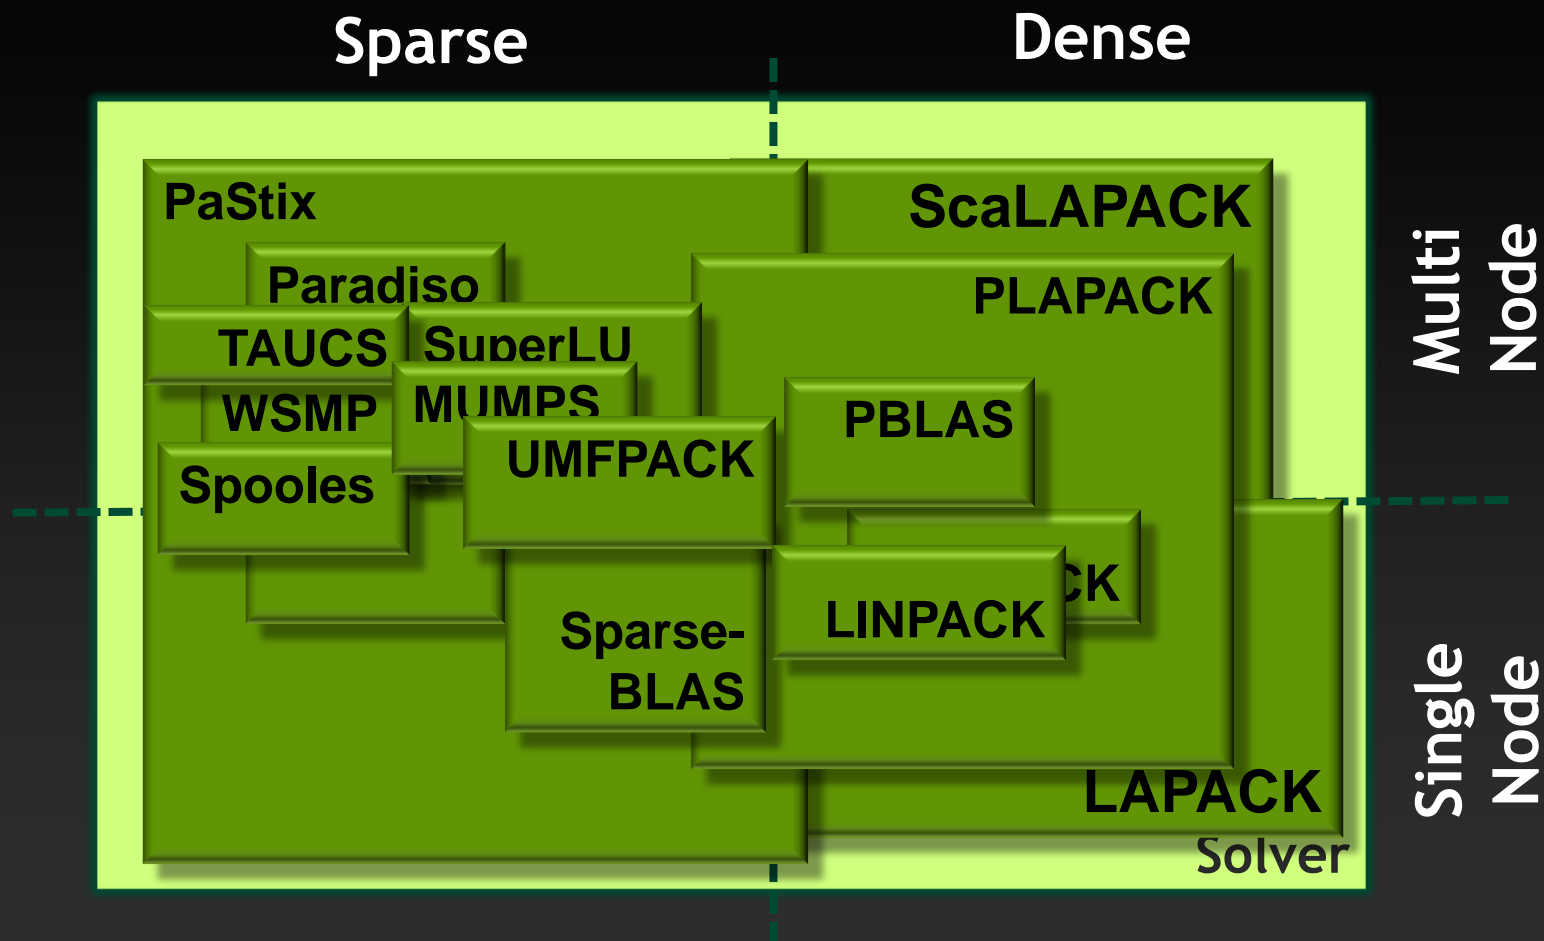 Sparse
Dense
PaStix
ScaLAPACK
Paradiso
PLAPACK
TAUCS
SuperLU
WSMP
MUMPS
PBLAS
UMFPACK
Spooles
CK
LINPACK
Sparse-
BLAS
LAPACK
Solver
Multi
Node
Single
Node